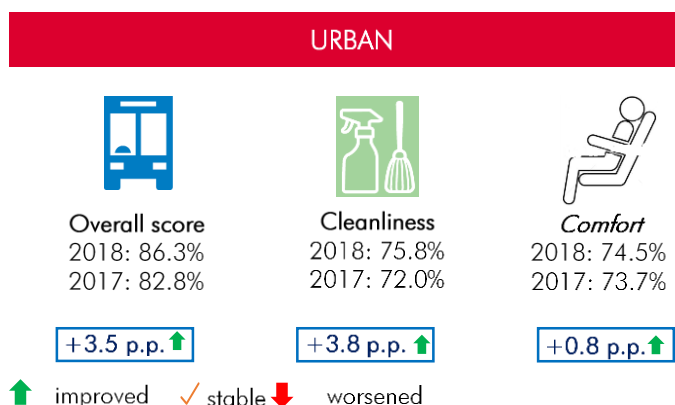 URBAN
Overall score
2018: 86.3%
2017: 82.8%
+3.5 p.p.
Cleanliness
2018: 75.8%
2017: 72.0%
+3.8 p.p.
Comfort
2018: 74.5%
2017: 73.7%
+0.8 p.p.
improved ✓ stable worsened